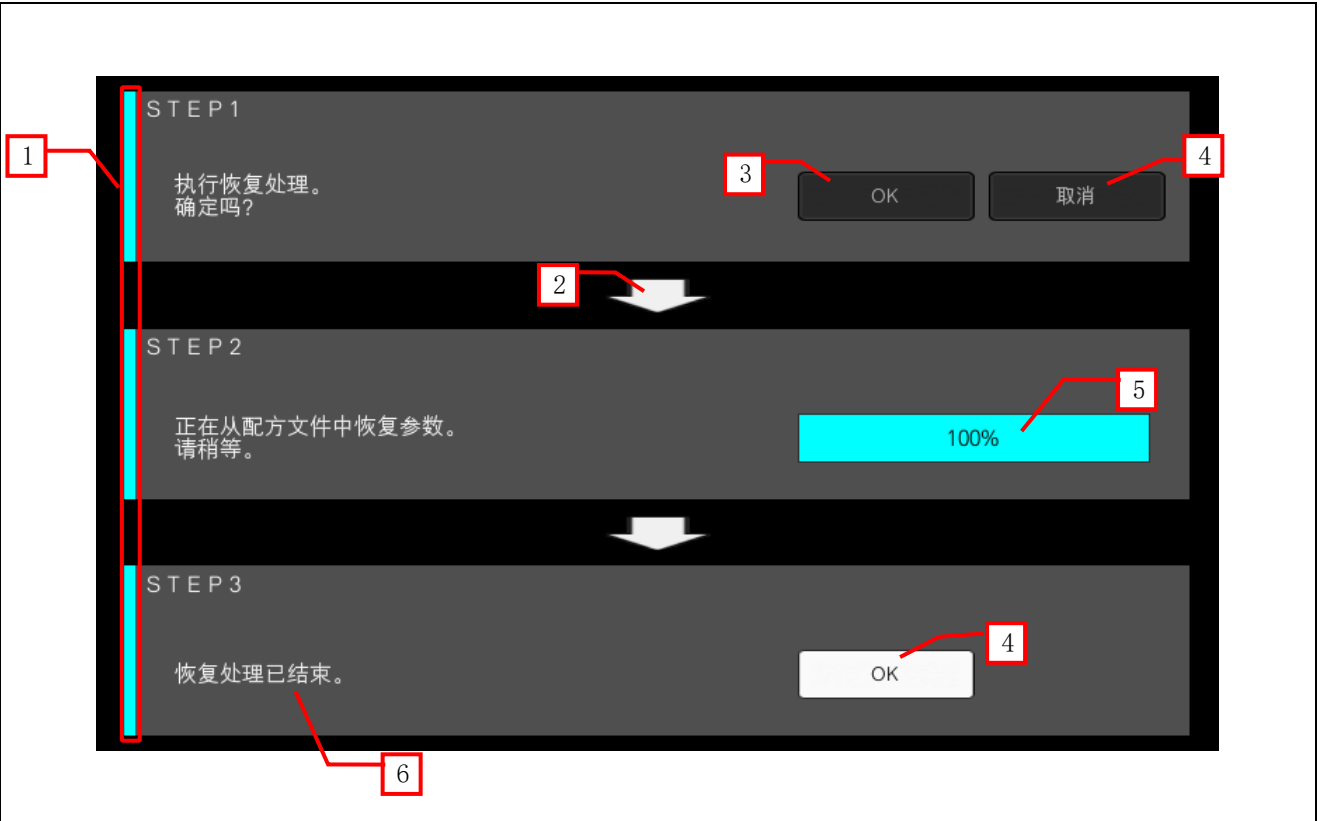 STEP1
1
3
4
执行恢复处理。
确定吗?
OK
取消
2
STEP2
5
正在从配方文件中恢复参数。
请稍等。
100%
STEP3
4
恢复处理已结束。
OK
6